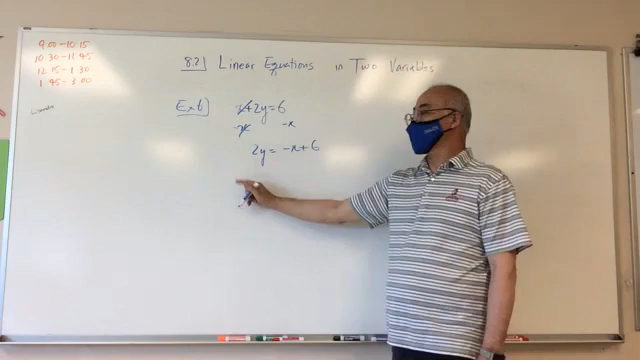 9:00-10:15
10:30-11:45
12:15-1:30
1:45-3:00
8.2] Linear Equations in Two Variables
Ex 6] x+2y=6
-x -x
2y=-x+6